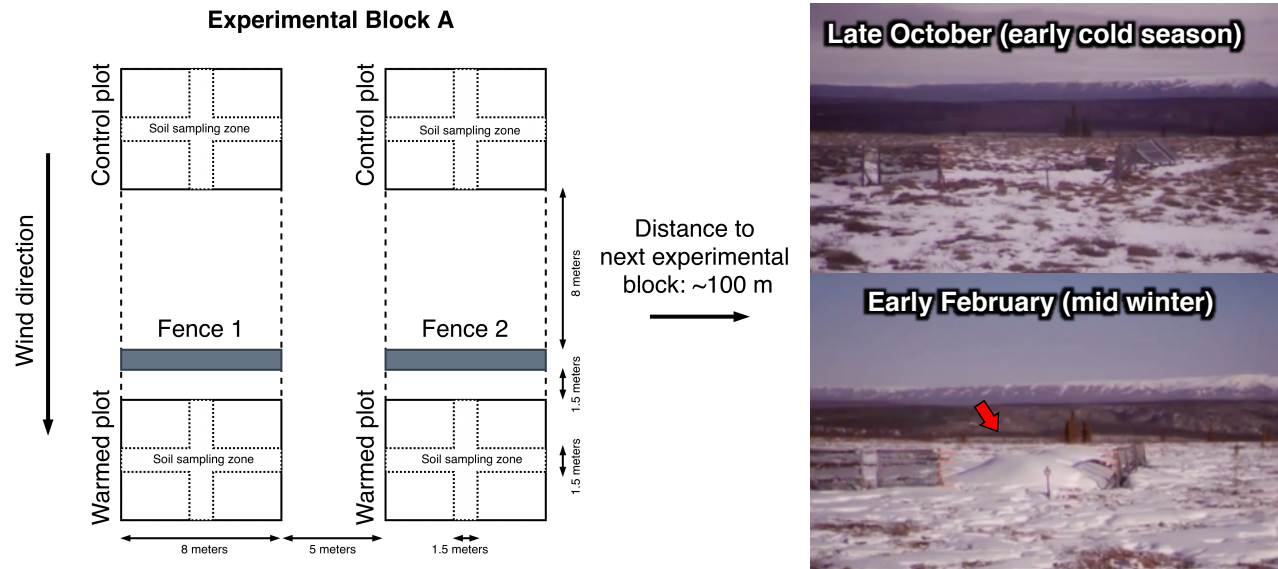 Experimental Block A
Control plot
Soil sampling zone
Control plot
Soil sampling zone
Wind direction
8 meters
Fence 1
Fence 2
1.5 meters
Warmed plot
Soil sampling zone
Warmed plot
Soil sampling zone
1.5 meters
8 meters
5 meters
1.5 meters
Distance to
next experimental
block: ~100 m
Late October (early cold season)
Early February (mid winter)